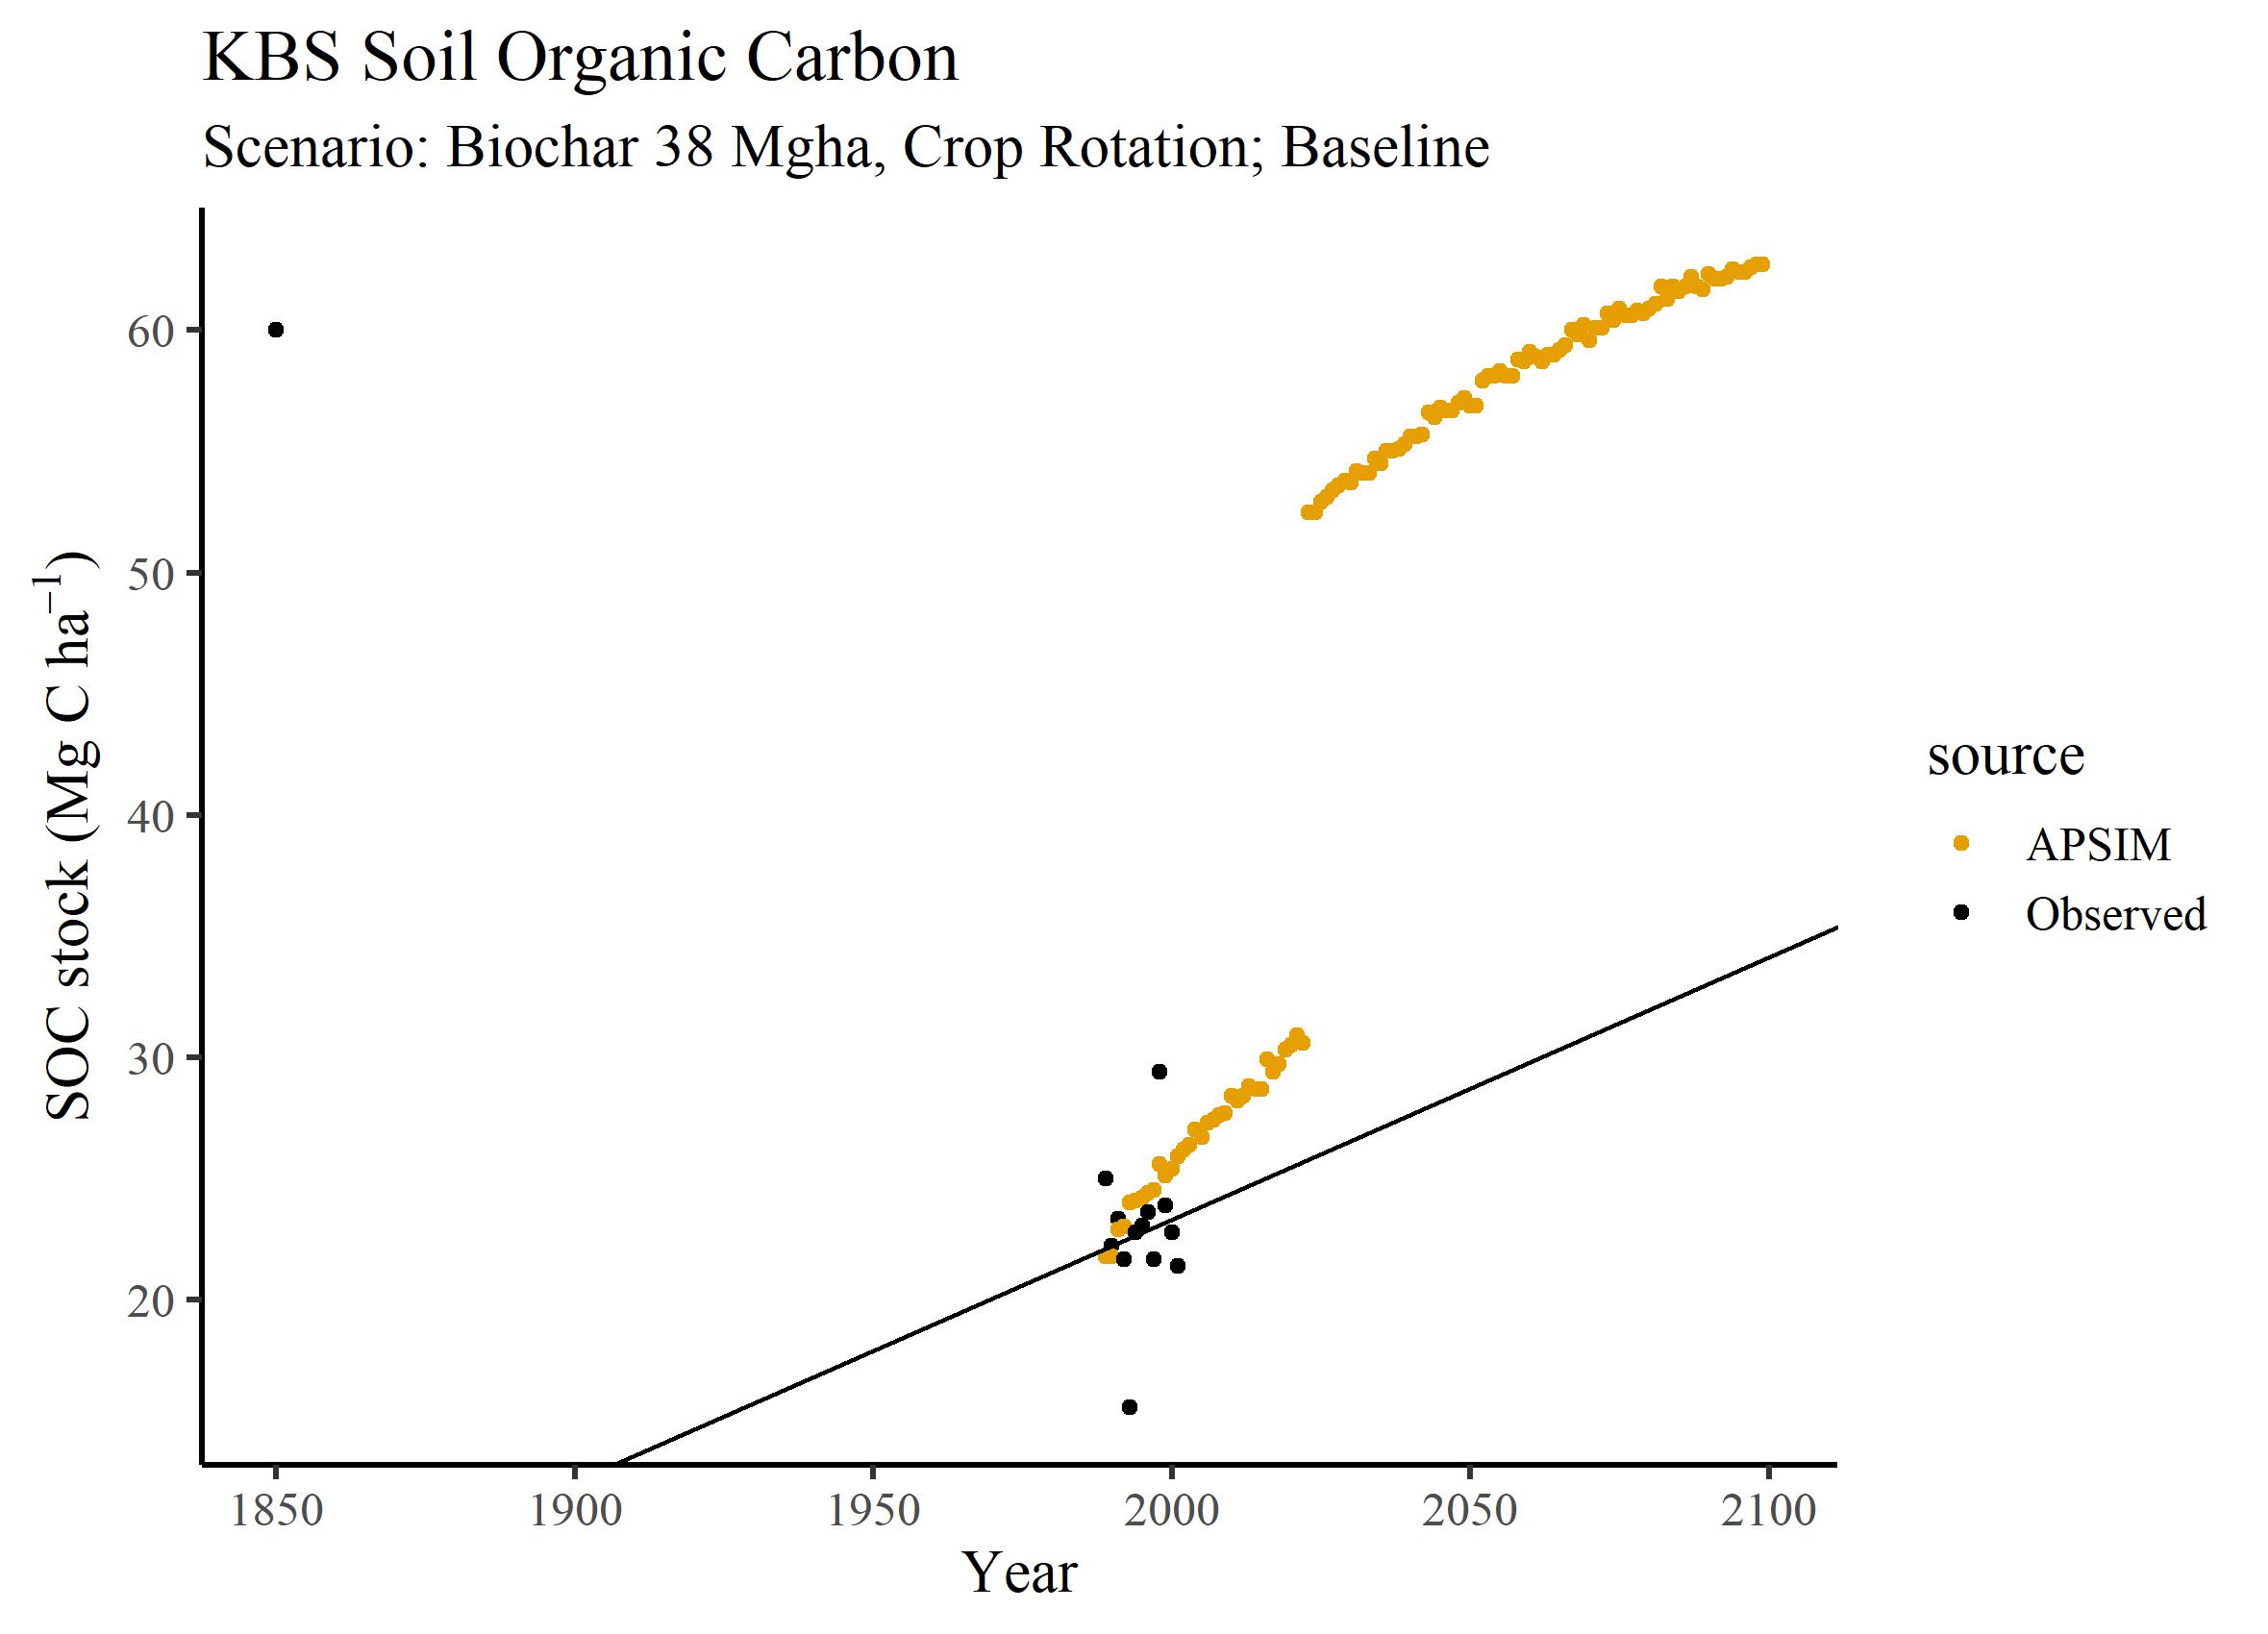 KBS Soil Organic Carbon
Scenario: Biochar 38 Mgha, Crop Rotation; Baseline
SOC stock (Mg C ha⁻¹)
60
50
40
30
20
1850 1900 1950 2000 2050 2100
Year
source
APSIM
Observed